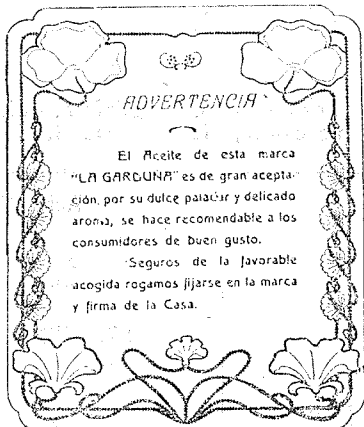 ADVERTENCIA
El Aceite de esta marca
"LA GARDUÑA" es de gran acepta-
ción, por su dulce paladar y delicado
aroma, se hace recomendable a los
consumidores de buen gusto.
Seguros de la favorable
acogida rogamos fijarse en la marca
y firma de la Casa.